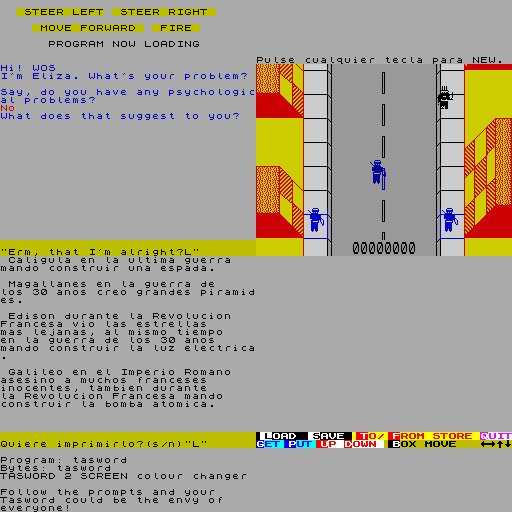 STEER LEFT STEER RIGHT
MOVE FORWARD FIRE
PROGRAM NOW LOADING
Hi! WOS
I'm Eliza. What's your problem?
Say, do you have any psychologic
al problems?
No
What does that suggest to you?
"Erm, that I'm alright?L"
Pulse cualquier tecla para NEW.
00000000
Caligula en la ultima guerra
mando construir una espada.
Magallanes en la guerra de
los 30 anos creo grandes piramid
es.
Edison durante la Revolucion
Francesa vio las estrellas
mas lejanas, al mismo tiempo
en la guerra de los 30 anos
mando construir la luz electrica
.
Galileo en el Imperio Romano
asesino a muchos franceses
inocentes, tambien durante
la Revolucion Francesa mando
construir la bomba atomica.
Quiere imprimirlo?(s/n)"L"
LOAD SAVE TO/ FROM STORE QUIT
GET PUT UP DOWN BOX MOVE ↔↑↓
Program: tasword
Bytes: tasword
TASWORD 2 SCREEN colour changer
Follow the prompts and your
Tasword could be the envy of
everyone!